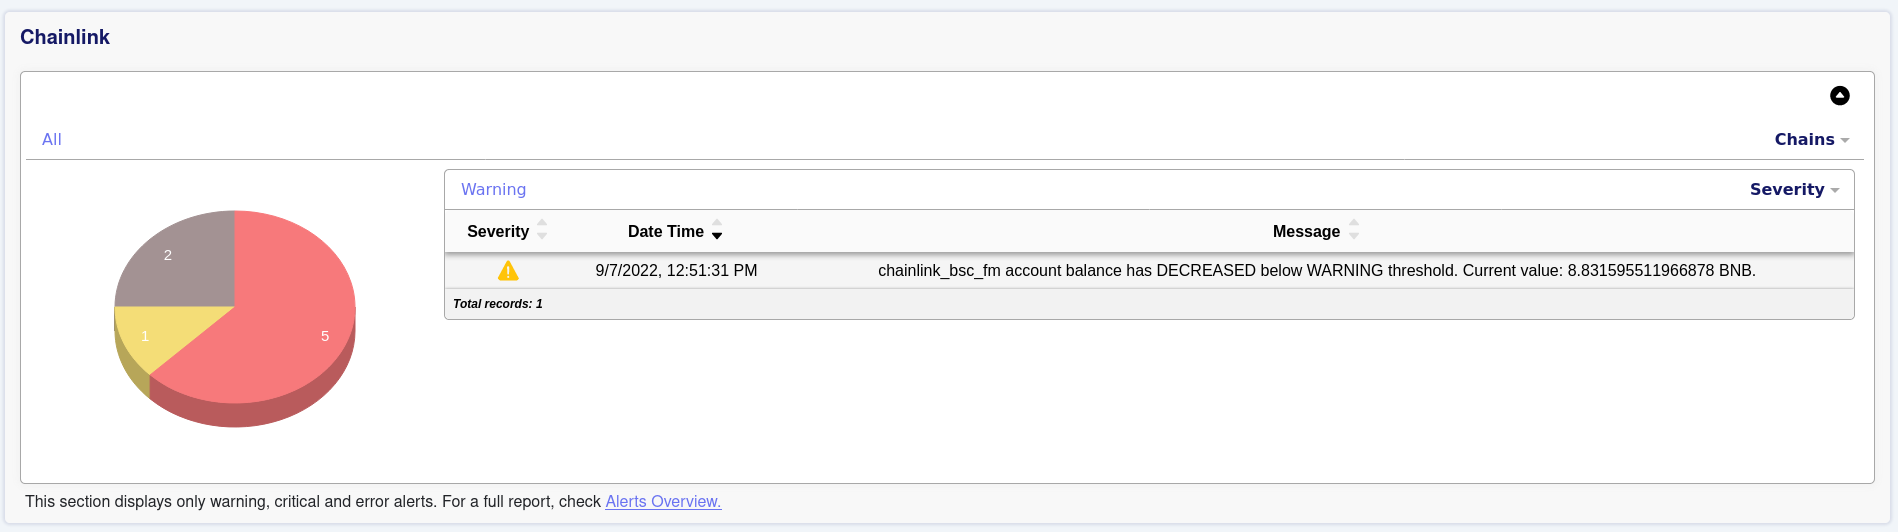 Chainlink
All
Chains
Warning
Severity
Severity Date Time Message
9/7/2022, 12:51:31 PM chainlink_bsc_fm account balance has DECREASED below WARNING threshold. Current value: 8.831595511966878 BNB.
Total records: 1
2
1
5
This section displays only warning, critical and error alerts. For a full report, check Alerts Overview.